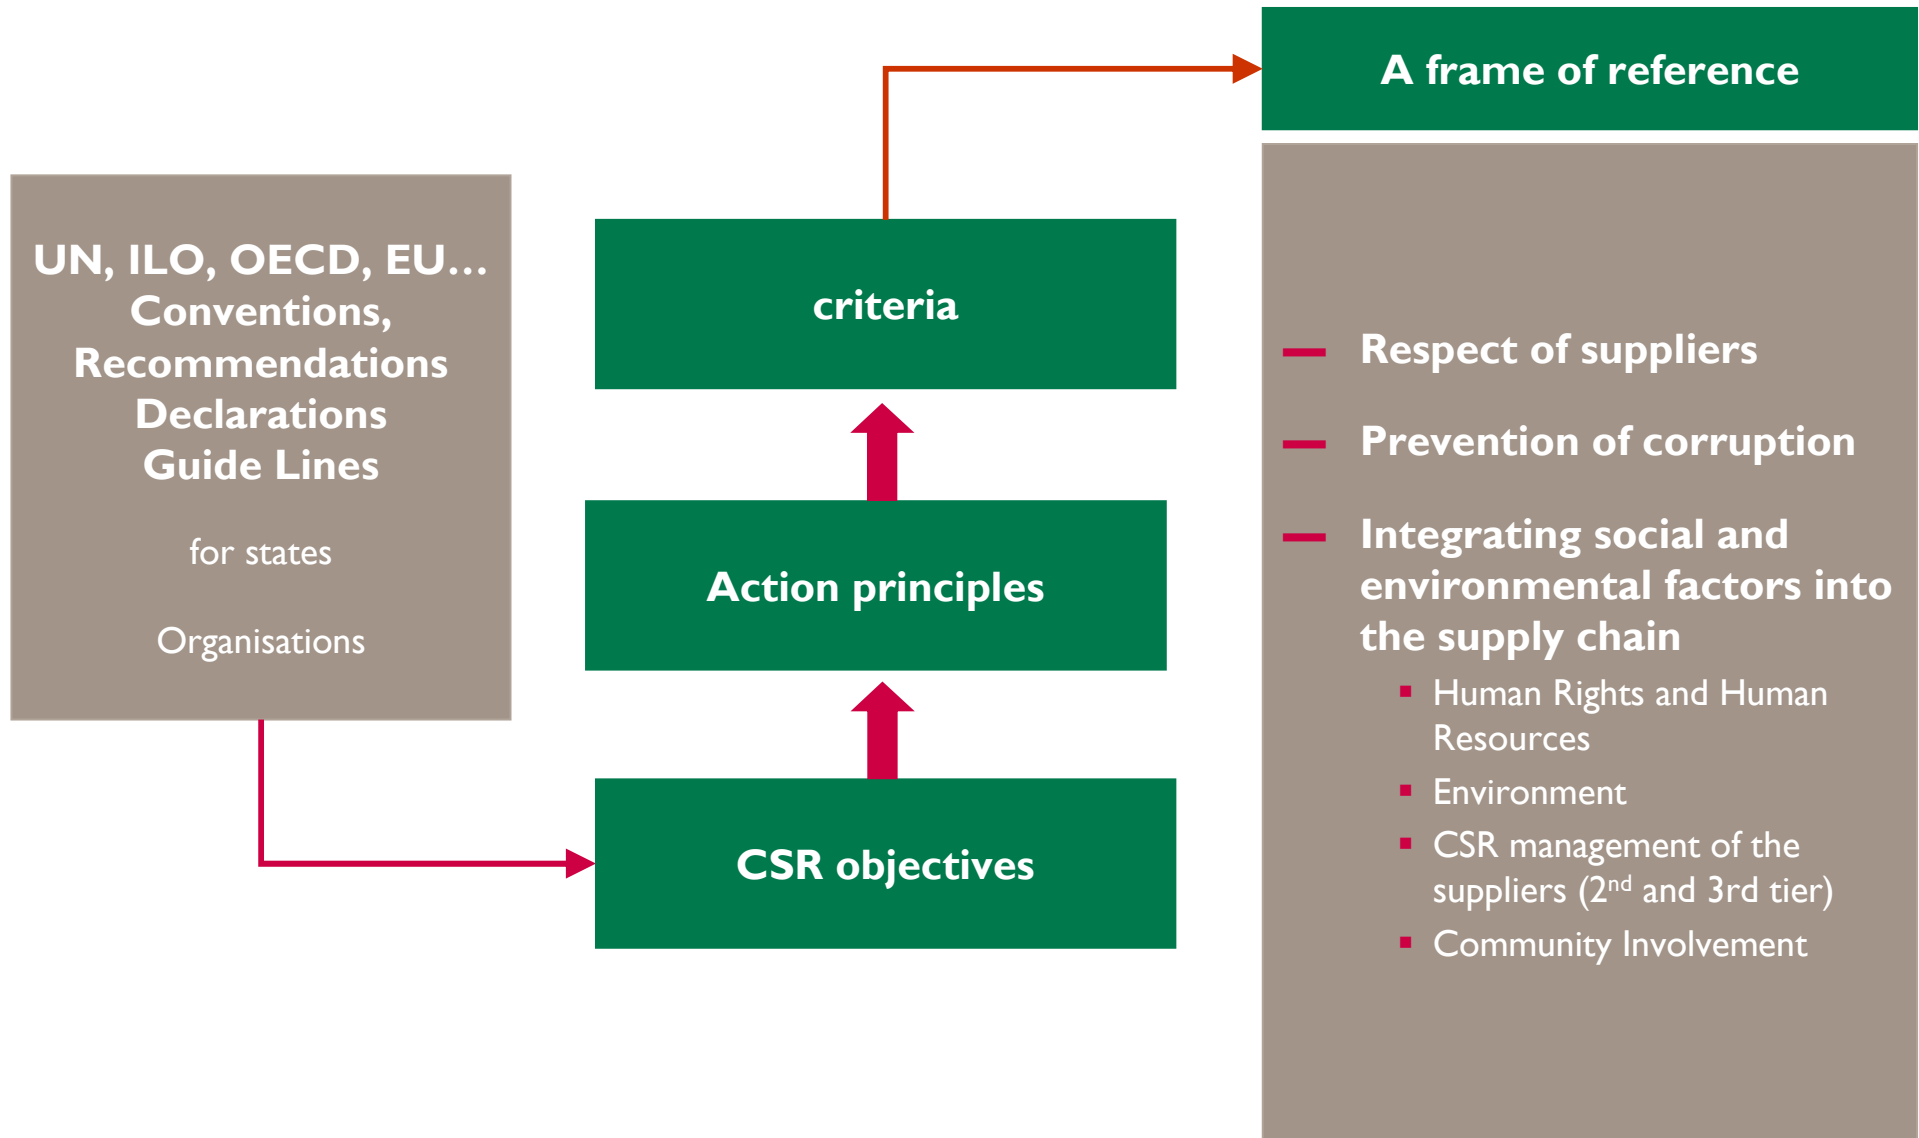 A frame of reference
UN, ILO, OECD, EU…
Conventions,
Recommendations
Declarations
Guide Lines
for states
Organisations
criteria
Action principles
CSR objectives
Respect of suppliers
Prevention of corruption
Integrating social and
environmental factors into
the supply chain
Human Rights and Human
Resources
Environment
CSR management of the
suppliers (2nd and 3rd tier)
Community Involvement